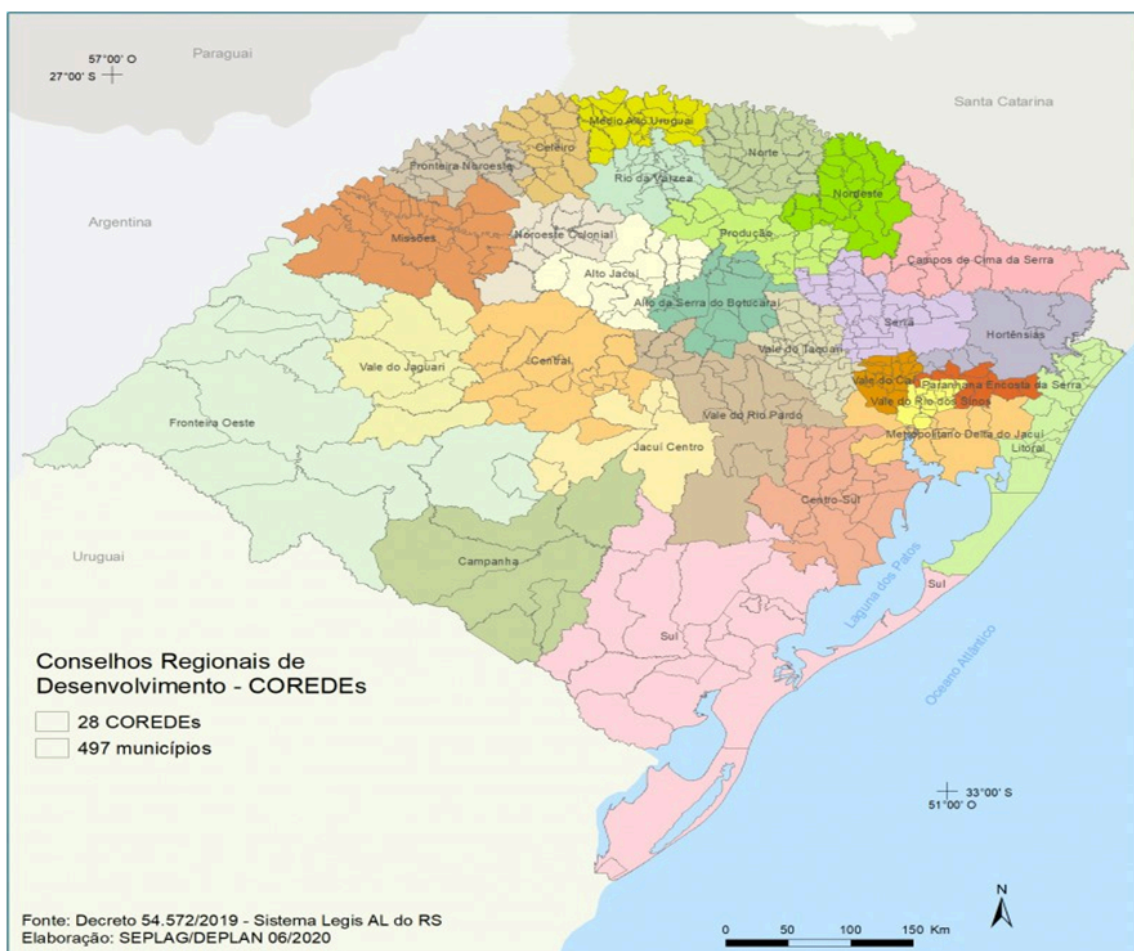 Paraguai
57°00' O
27°00' S
Santa Catarina
Médio Alto Uruguai
Celeiro
Norte
Fronteira Noroeste
Rio da Várzea
Nordeste
Argentina
Missões
Noroeste Colonial
Produção
Campos de Cima da Serra
Alto Jacuí
Alto da Serra do Botucaraí
Serra
Hortênsias
Vale do Taquari
Central
Vale do Jaguari
Vale do Caí
Paranhana Encosta da Serra
Vale do Rio dos Sinos
Vale do Rio Pardo
Fronteira Oeste
Metropolitano Delta do Jacuí
Jacuí Centro
Litoral
Centro-Sul
Uruguai
Campanha
Laguna dos Patos
Sul
Sul
Oceano Atlântico
Conselhos Regionais de
Desenvolvimento - COREDEs
28 COREDEs
497 municípios
33°00' S
51°00' O
N
Fonte: Decreto 54.572/2019 - Sistema Legis AL do RS
Elaboração: SEPLAG/DEPLAN 06/2020
0 50 100 150 Km